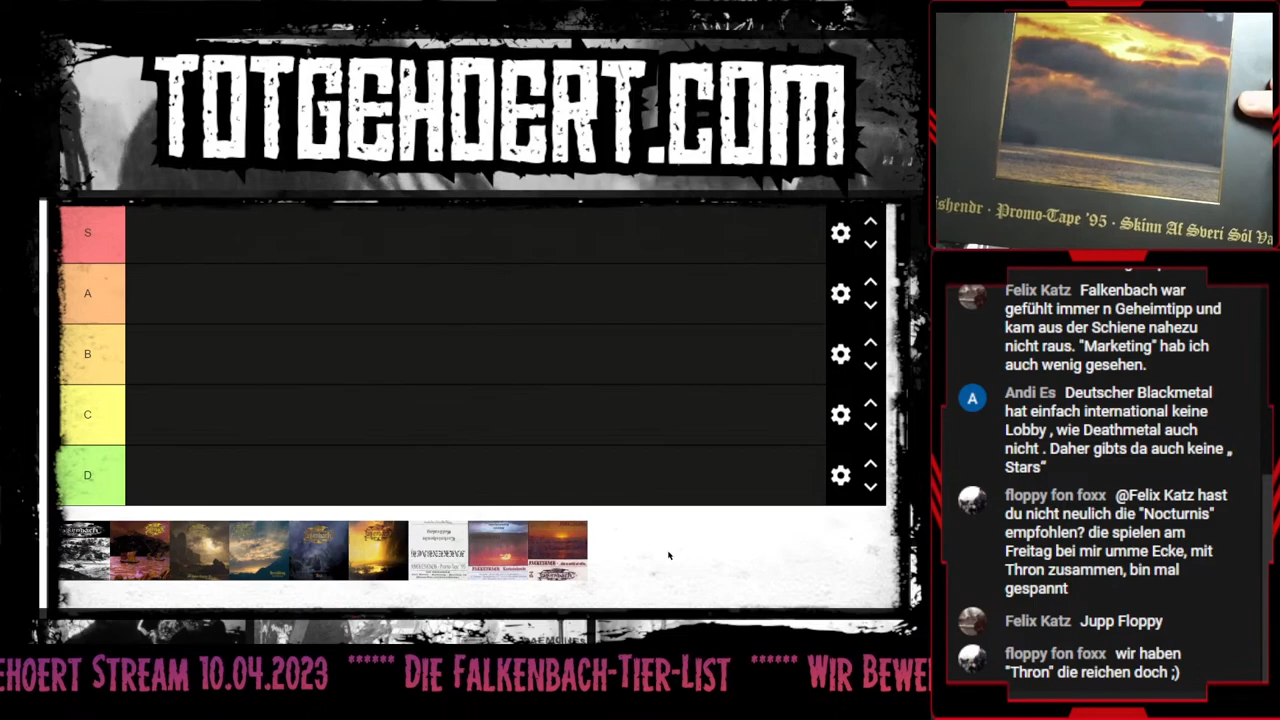 TOTGEHOERT.COM
S
A
B
C
D
Promo-Tape '95 · Skinn Af Sveri Sól Va
Felix Katz Falkenbach war
gefühlt immer n Geheimtipp und
kam aus der Schiene nahezu
nicht raus. "Marketing" hab ich
auch wenig gesehen.
A
Andi Es Deutscher Blackmetal
hat einfach international keine
Lobby , wie Deathmetal auch
nicht . Daher gibts da auch keine „
Stars“
floppy fon foxx @Felix Katz hast
du nicht neulich die "Nocturnis"
empfohlen? die spielen am
Freitag bei mir umme Ecke, mit
Thron zusammen, bin mal
gespannt
Felix Katz Jupp Floppy
floppy fon foxx wir haben
"Thron" die reichen doch ;)
EHOERT STREAM 10.04.2023 ****** DIE FALKENBACH-TIER-LIST ****** WIR BEWE